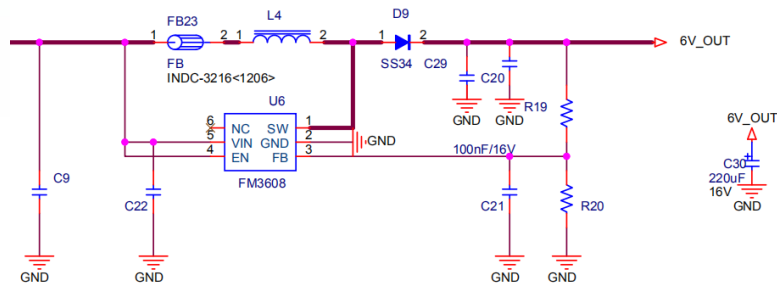 FB23
L4
D9
1
2
1
2
1
2
6V_OUT
FB
INDC-3216<1206>
SS34
C29
C20
R19
GND
GND
U6
6
NC
SW
1
5
VIN
GND
2
GND
4
EN
FB
3
100nF/16V
FM3608
C9
C22
C21
R20
GND
GND
GND
GND
6V_OUT
+
C30
220uF
16V
GND